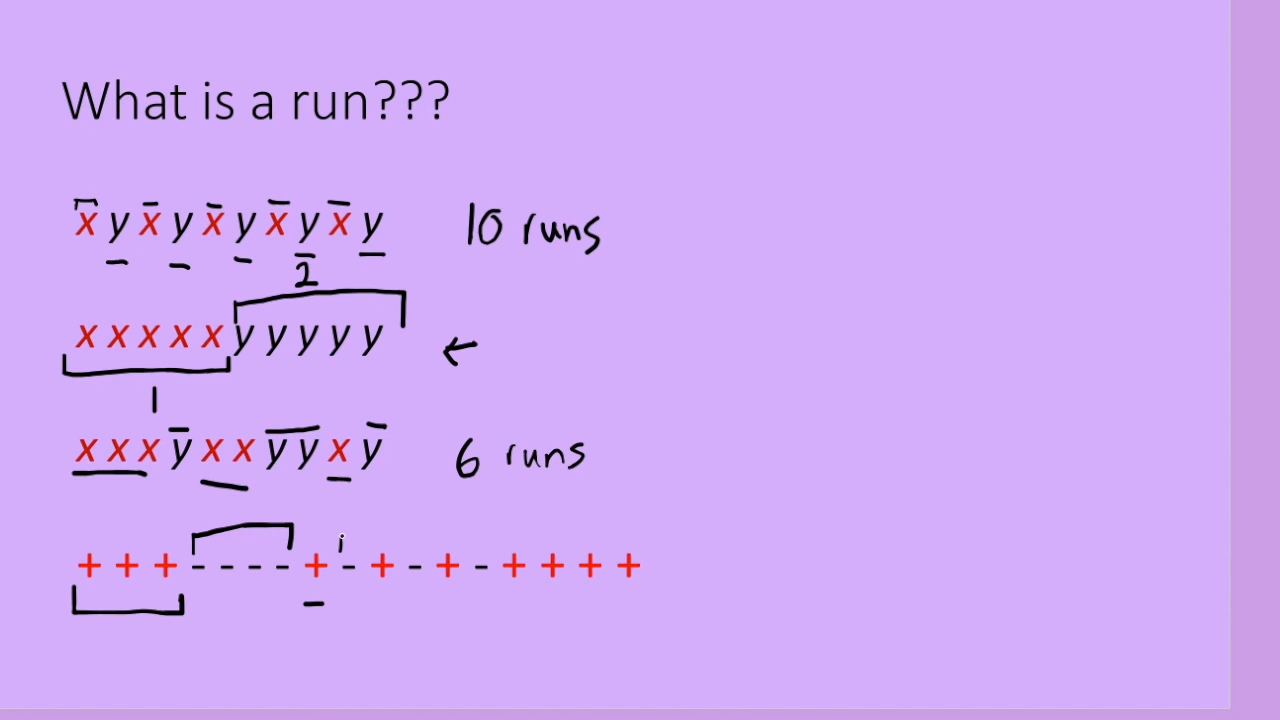 What is a run???
x y x y x y x y x y 10 runs
2
x x x x x y y y y y ←
1
x x x y x x y y x y 6 runs
+ + + - - - - + - + - + - + + + +